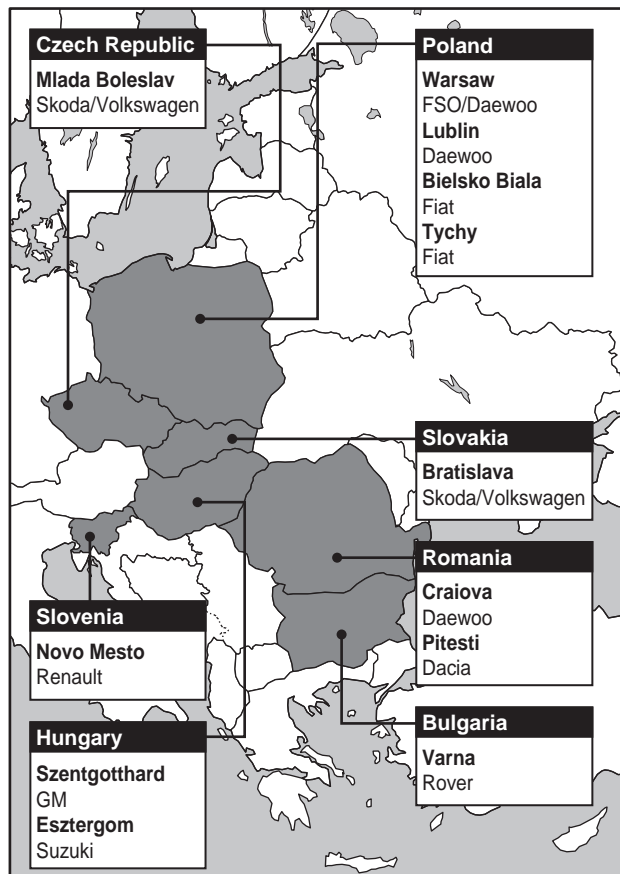 Czech Republic
Mlada Boleslav
Skoda/Volkswagen
Poland
Warsaw
FSO/Daewoo
Lublin
Daewoo
Bielsko Biala
Fiat
Tychy
Fiat
Slovakia
Bratislava
Skoda/Volkswagen
Romania
Craiova
Daewoo
Pitesti
Dacia
Slovenia
Novo Mesto
Renault
Bulgaria
Varna
Rover
Hungary
Szentgotthard
GM
Esztergom
Suzuki